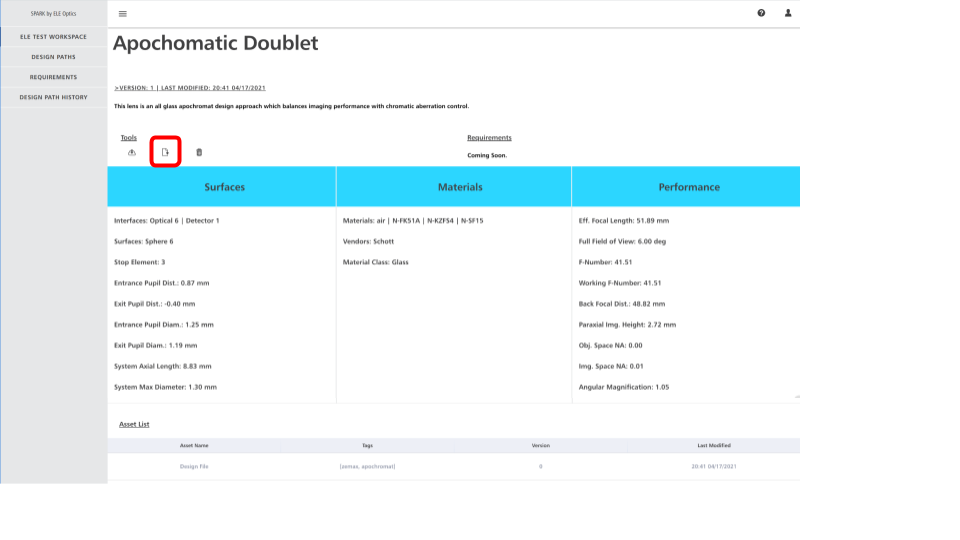 SPARK by ELE Optics
ELE TEST WORKSPACE
DESIGN PATHS
REQUIREMENTS
DESIGN PATH HISTORY
Apochomatic Doublet
>VERSION: 1 | LAST MODIFIED: 20:41 04/17/2021
This lens is an all glass apochromat design approach which balances imaging performance with chromatic aberration control.
Tools
Requirements
Coming Soon.
Surfaces
Materials
Performance
Interfaces: Optical 6 | Detector 1
Surfaces: Sphere 6
Stop Element: 3
Entrance Pupil Dist.: 0.87 mm
Exit Pupil Dist.: -0.40 mm
Entrance Pupil Diam.: 1.25 mm
Exit Pupil Diam.: 1.19 mm
System Axial Length: 8.83 mm
System Max Diameter: 1.30 mm
Materials: air | N-FK51A | N-KZFS4 | N-SF15
Vendors: Schott
Material Class: Glass
Eff. Focal Length: 51.89 mm
Full Field of View: 6.00 deg
F-Number: 41.51
Working F-Number: 41.51
Back Focal Dist.: 48.82 mm
Paraxial Img. Height: 2.72 mm
Obj. Space NA: 0.00
Img. Space NA: 0.01
Angular Magnification: 1.05
Asset List
Asset Name Tags Version Last Modified
Design File [zemax, apochromat] 0 20:41 04/17/2021